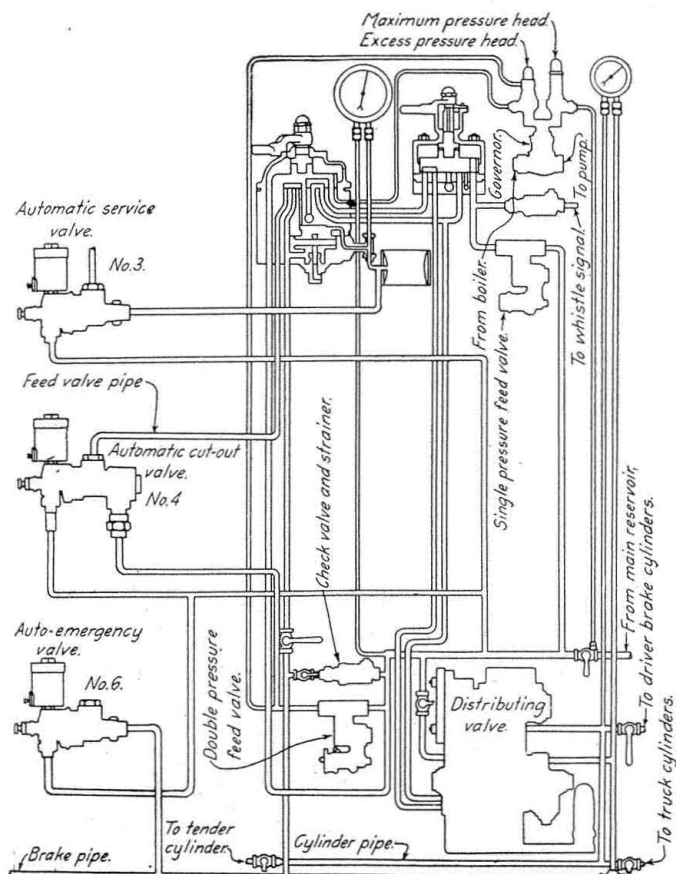 Maximum pressure head.
Excess pressure head.
Governor.
To pump.
From boiler.
To whistle signal.
Single pressure feed valve.
Automatic service
valve.
No.3.
Feed valve pipe
Automatic cut-out
valve.
No.4
Check valve and strainer.
From main reservoir,
To driver brake cylinders.
Auto-emergency
valve.
No.6.
Double pressure
feed valve.
Distributing
valve.
To truck cylinders.
To tender
cylinder.
Cylinder pipe.
Brake pipe.